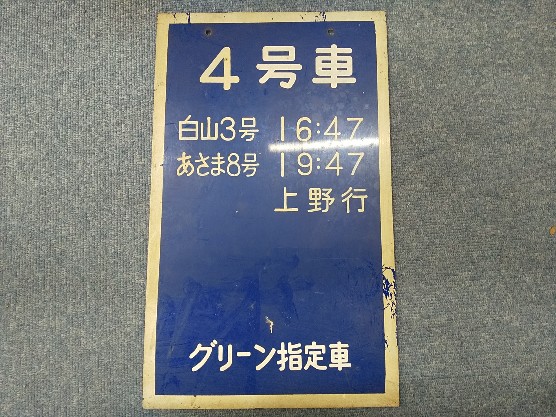 4号車
白山3号 16:47
あさま8号 19:47
上野行
グリーン指定車